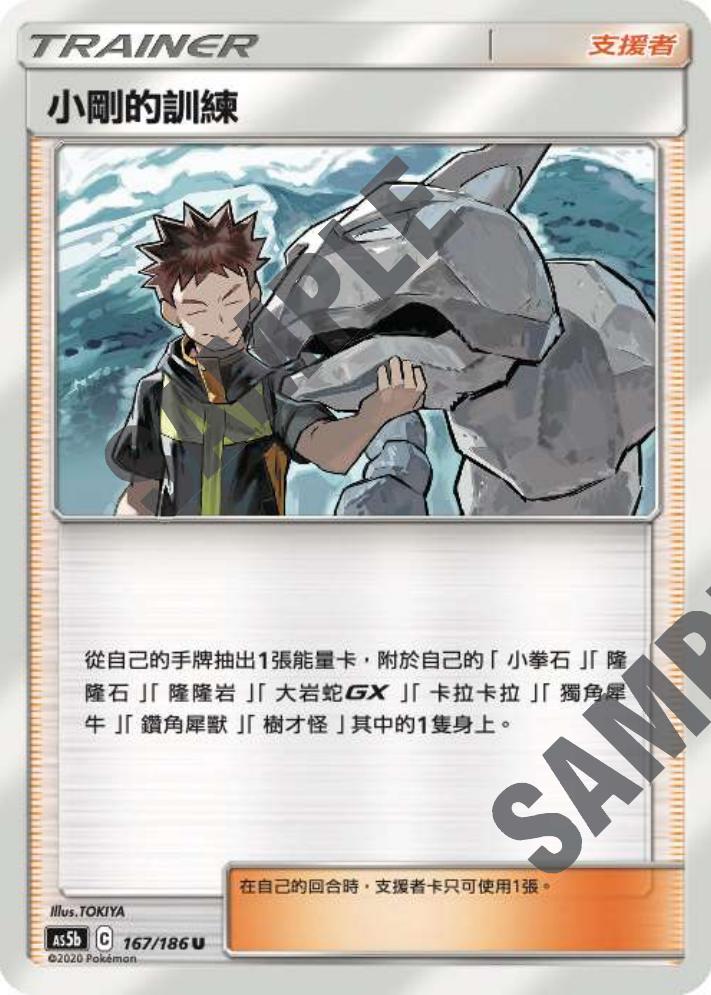 TRAINER
支援者
小剛的訓練
SAMPLE
從自己的手牌抽出1張能量卡，附於自己的「 小拳石 」「 隆
隆石 」「 隆隆岩 」「 大岩蛇GX 」「 卡拉卡拉 」「 獨角犀
牛 」「 鑽角犀獸 」「 樹才怪 」其中的1隻身上。
SAMP
在自己的回合時，支援者卡只可使用1張。
Illus.TOKIYA
AS5b C 167/186 U
©2020 Pokémon